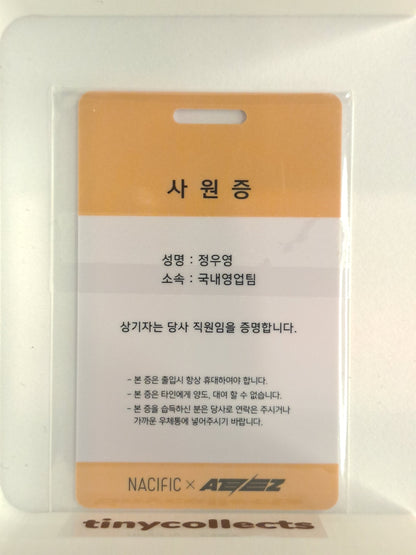 사원증
성명 : 정우영
소속 : 국내영업팀
상기자는 당사 직원임을 증명합니다.
- 본 증은 출입시 항상 휴대하여야 합니다.
- 본 증은 타인에게 양도, 대여 할 수 없습니다.
- 본 증을 습득하신 분은 당사로 연락은 주시거나
가까운 우체통에 넣어주시기 바랍니다.
NACIFIC × ATEEZ
tinycollects